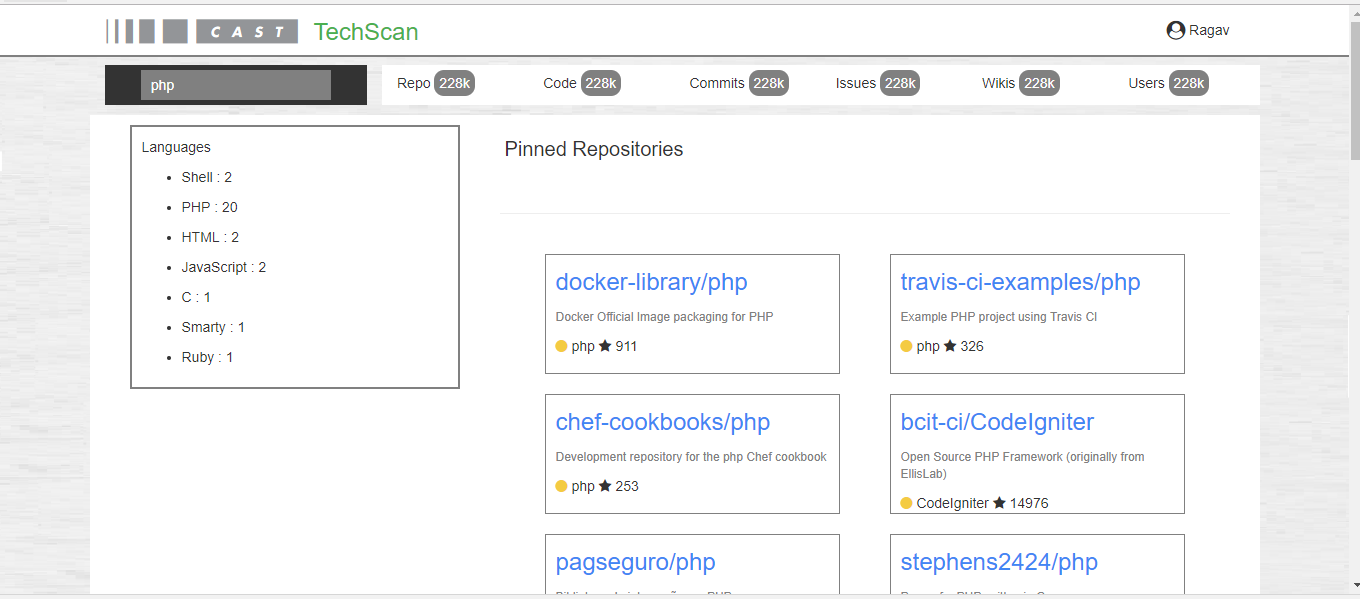 CAST TechScan
Ragav
php
Repo 228k Code 228k Commits 228k Issues 228k Wikis 228k Users 228k
Languages
Shell : 2
PHP : 20
HTML : 2
JavaScript : 2
C : 1
Smarty : 1
Ruby : 1
Pinned Repositories
docker-library/php
Docker Official Image packaging for PHP
php 911
travis-ci-examples/php
Example PHP project using Travis CI
php 326
chef-cookbooks/php
Development repository for the php Chef cookbook
php 253
bcit-ci/CodeIgniter
Open Source PHP Framework (originally from
EllisLab)
CodeIgniter 14976
pagseguro/php
stephens2424/php